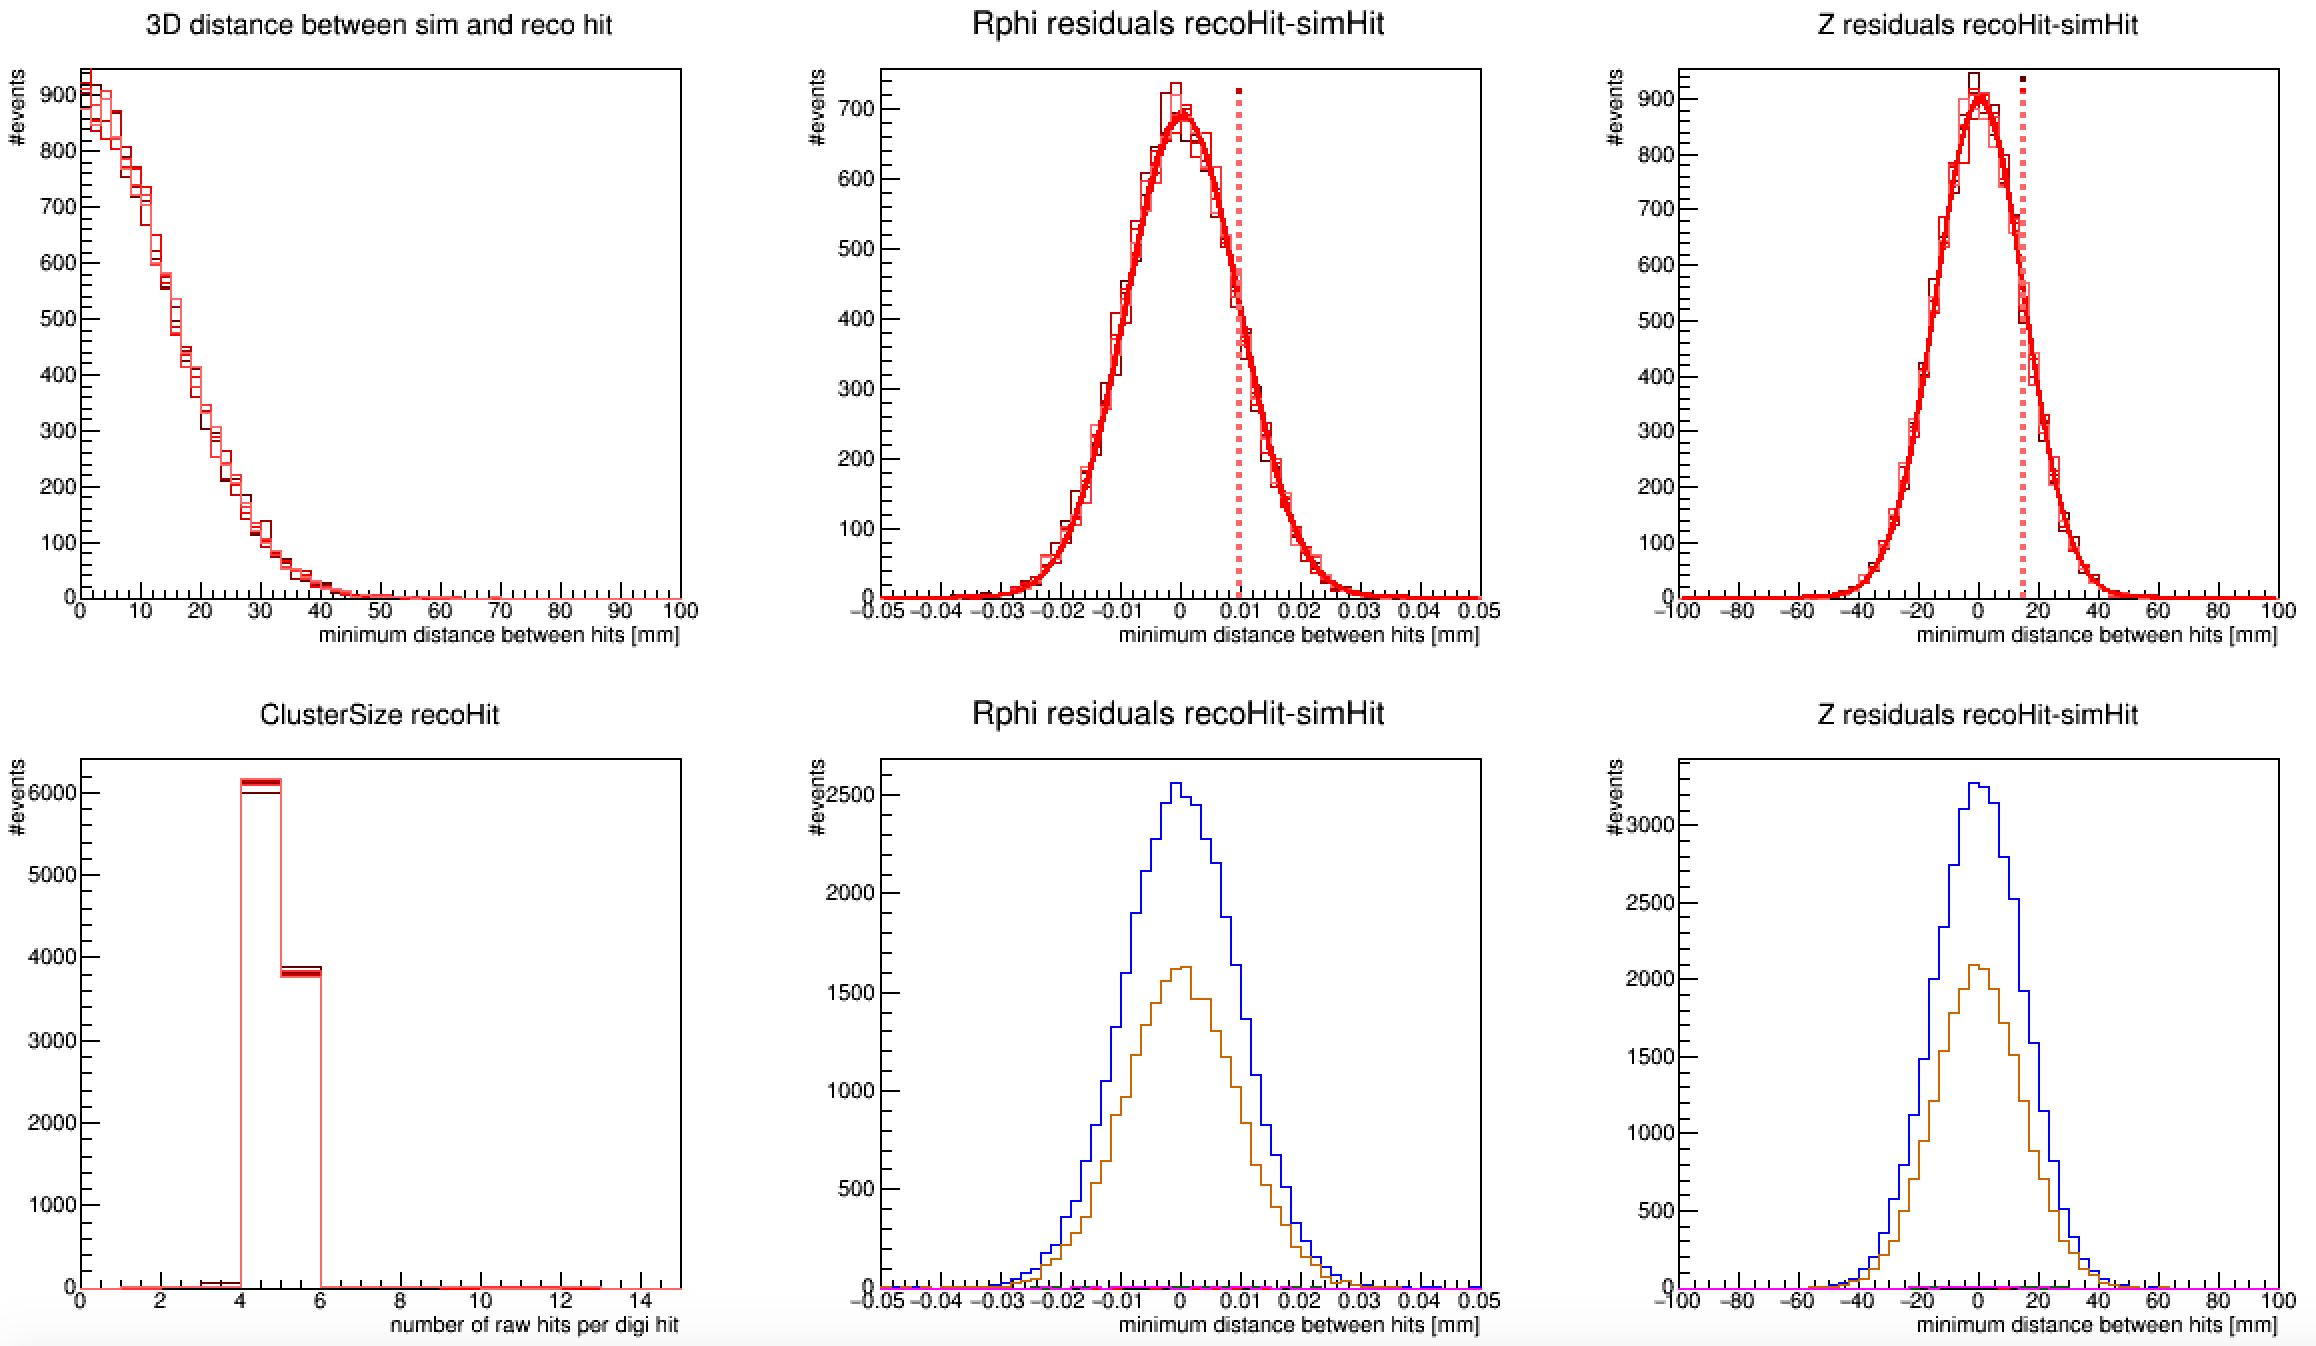 3D distance between sim and reco hit
#events
900
800
700
600
500
400
300
200
100
0
0 10 20 30 40 50 60 70 80 90 100
minimum distance between hits [mm]
Rphi residuals recoHit-simHit
#events
700
600
500
400
300
200
100
0
−0.05 −0.04 −0.03 −0.02 −0.01 0 0.01 0.02 0.03 0.04 0.05
minimum distance between hits [mm]
Z residuals recoHit-simHit
#events
900
800
700
600
500
400
300
200
100
0
−100 −80 −60 −40 −20 0 20 40 60 80 100
minimum distance between hits [mm]
ClusterSize recoHit
#events
6000
5000
4000
3000
2000
1000
0
0 2 4 6 8 10 12 14
number of raw hits per digi hit
Rphi residuals recoHit-simHit
#events
2500
2000
1500
1000
500
0
−0.05 −0.04 −0.03 −0.02 −0.01 0 0.01 0.02 0.03 0.04 0.05
minimum distance between hits [mm]
Z residuals recoHit-simHit
#events
3000
2500
2000
1500
1000
500
0
−100 −80 −60 −40 −20 0 20 40 60 80 100
minimum distance between hits [mm]